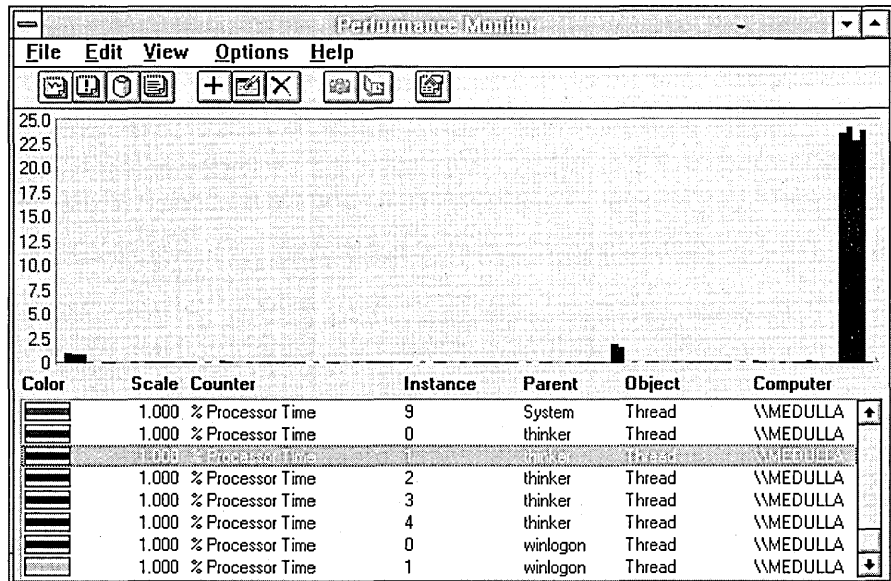 Performance Monitor
File Edit View Options Help
25.0
22.5
20.0
17.5
15.0
12.5
10.0
7.5
5.0
2.5
0
Color Scale Counter Instance Parent Object Computer
1.000 % Processor Time 9 System Thread \\MEDULLA
1.000 % Processor Time 0 thinker Thread \\MEDULLA
1.000 % Processor Time 1 thinker Thread \\MEDULLA
1.000 % Processor Time 2 thinker Thread \\MEDULLA
1.000 % Processor Time 3 thinker Thread \\MEDULLA
1.000 % Processor Time 4 thinker Thread \\MEDULLA
1.000 % Processor Time 0 winlogon Thread \\MEDULLA
1.000 % Processor Time 1 winlogon Thread \\MEDULLA